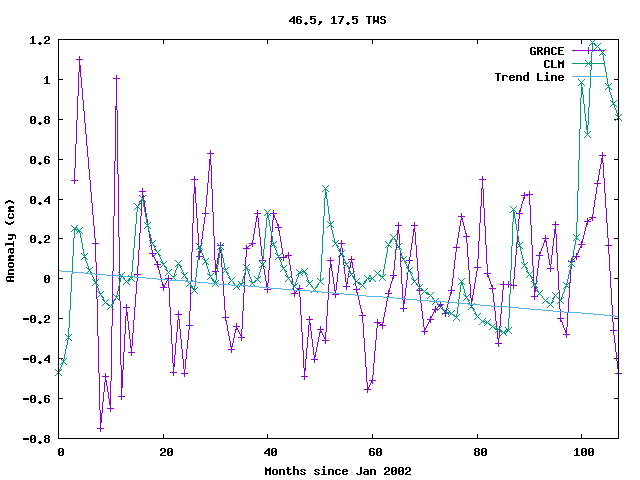 46.5, 17.5 TWS
GRACE
CLM
Trend Line
1.2
1
0.8
0.6
0.4
0.2
0
-0.2
-0.4
-0.6
-0.8
Anomaly (cm)
0 20 40 60 80 100
Months since Jan 2002